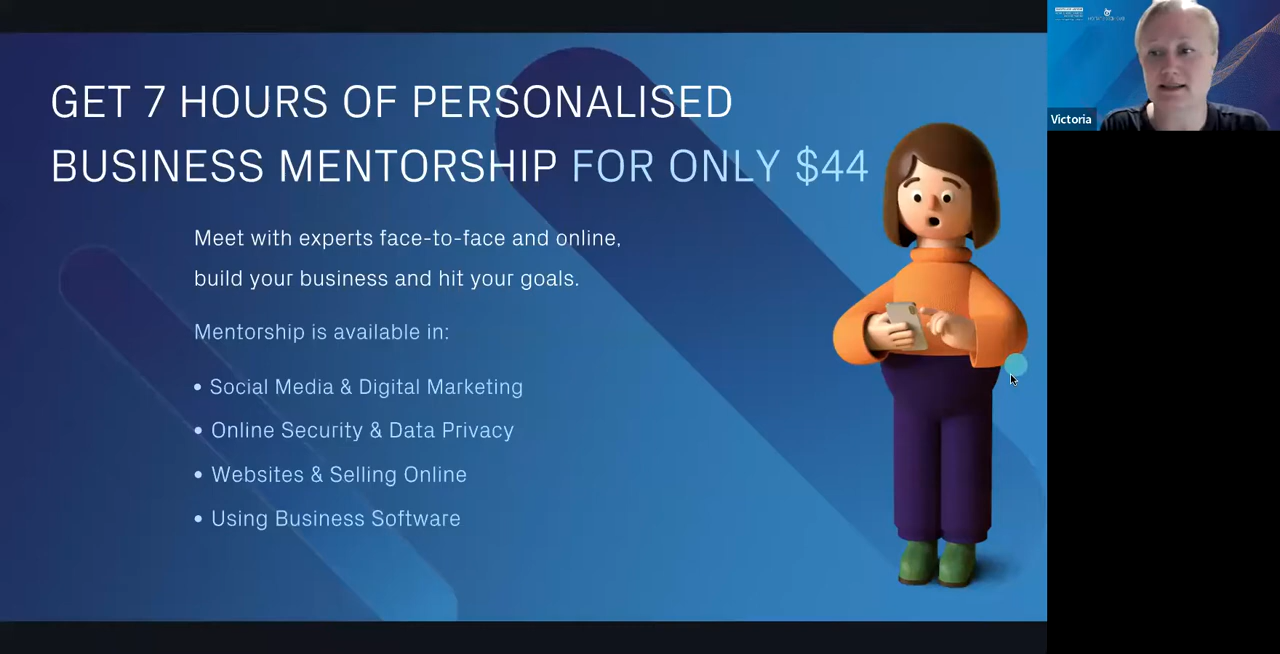 GET 7 HOURS OF PERSONALISED
BUSINESS MENTORSHIP FOR ONLY $44
Meet with experts face-to-face and online,
build your business and hit your goals.
Mentorship is available in:
• Social Media & Digital Marketing
• Online Security & Data Privacy
• Websites & Selling Online
• Using Business Software
Victoria